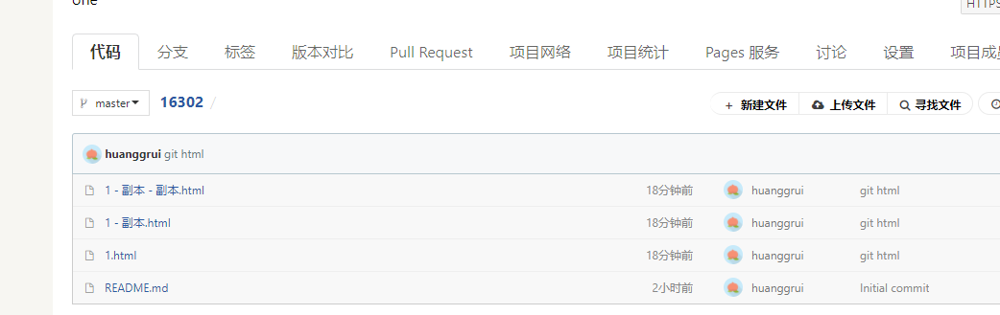 one
HTTPS
代码 分支 标签 版本对比 Pull Request 项目网络 项目统计 Pages 服务 讨论 设置 项目成
master 16302 / + 新建文件 上传文件 寻找文件
huanggrui git html
1 - 副本 - 副本.html 18分钟前 huanggrui git html
1 - 副本.html 18分钟前 huanggrui git html
1.html 18分钟前 huanggrui git html
README.md 2小时前 huanggrui Initial commit